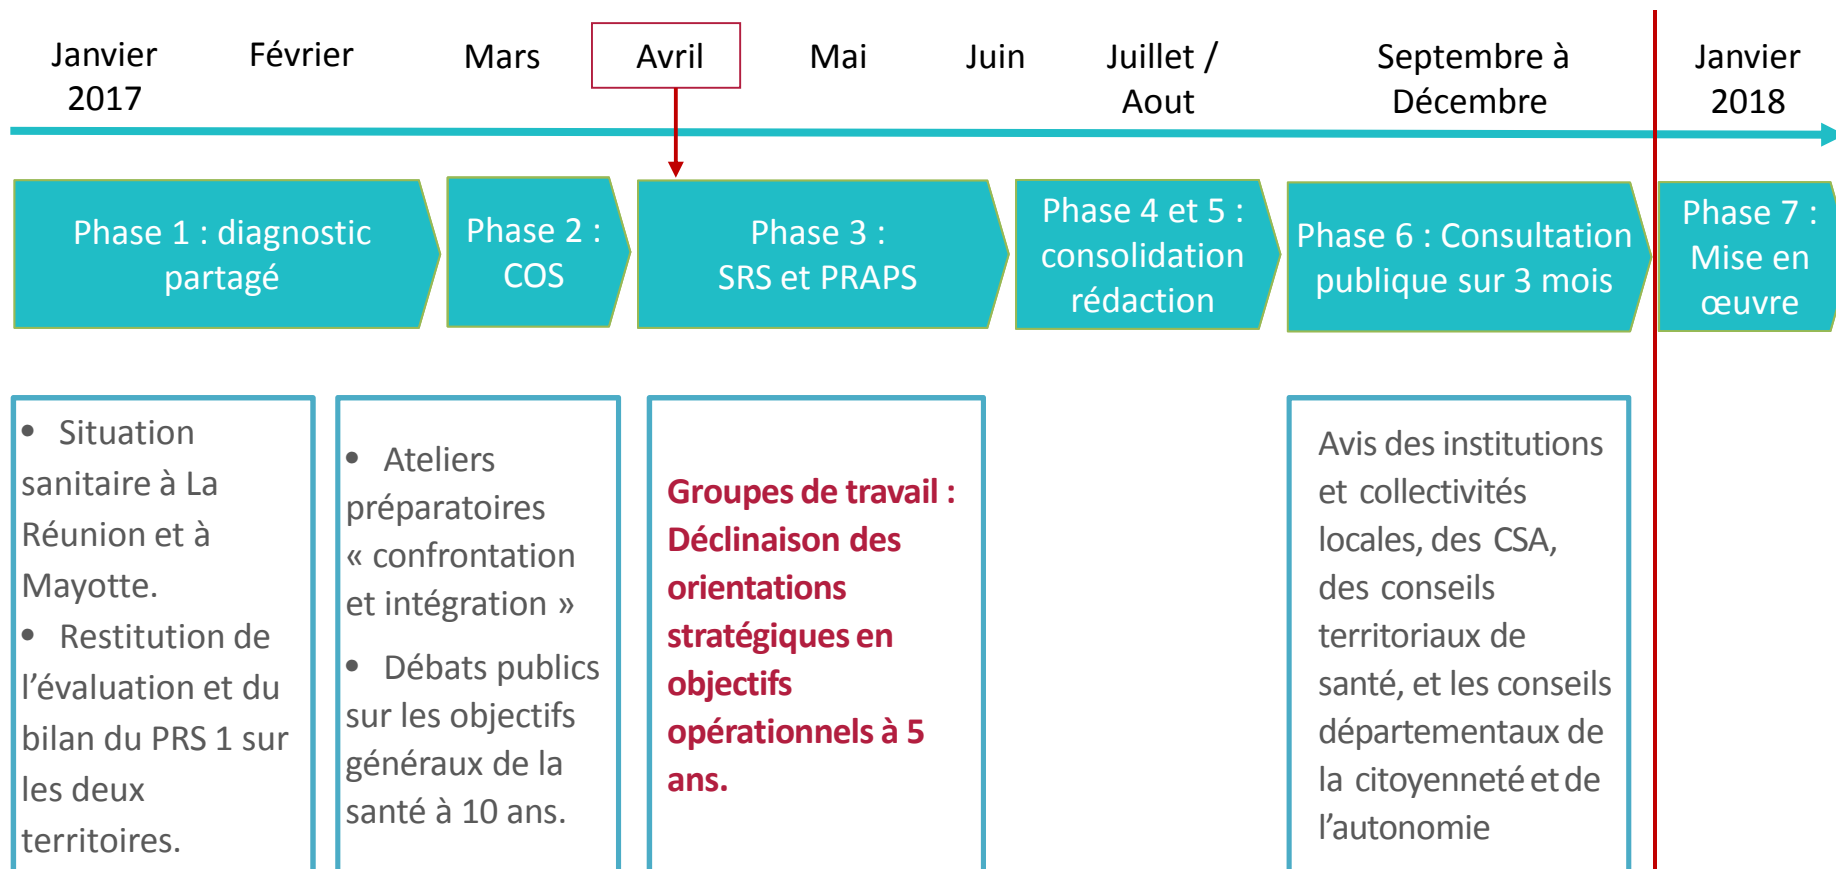 Janvier
2017
Février
Mars
Avril
Mai
Juin
Juillet /
Aout
Septembre à
Décembre
Janvier
2018
Phase 1 : diagnostic
partagé
Phase 2 :
COS
Phase 3 :
SRS et PRAPS
Phase 4 et 5 :
consolidation
rédaction
Phase 6 : Consultation
publique sur 3 mois
Phase 7 :
Mise en
œuvre
• Situation
sanitaire à La
Réunion et à
Mayotte.
• Restitution de
l’évaluation et du
bilan du PRS 1 sur
les deux
territoires.
• Ateliers
préparatoires
« confrontation
et intégration »
• Débats publics
sur les objectifs
généraux de la
santé à 10 ans.
Groupes de travail :
Déclinaison des
orientations
stratégiques en
objectifs
opérationnels à 5
ans.
Avis des institutions
et collectivités
locales, des CSA,
des conseils
territoriaux de
santé, et les conseils
départementaux de
la citoyenneté et de
l’autonomie